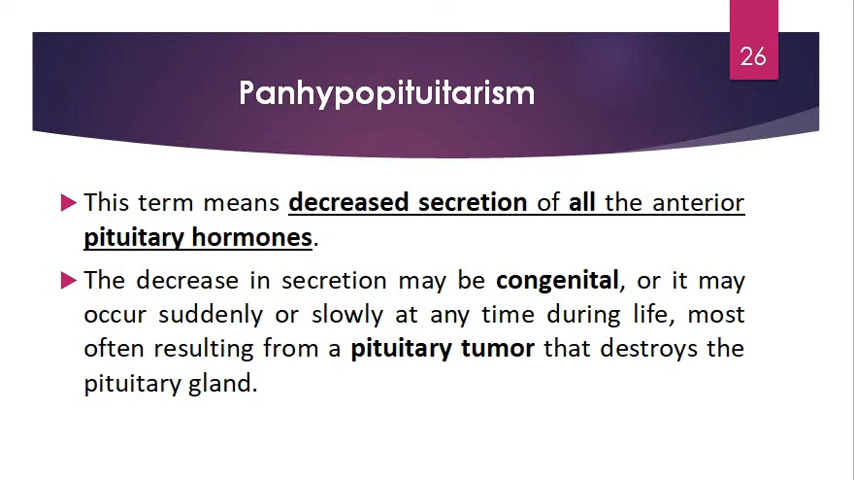 26
Panhypopituitarism
This term means decreased secretion of all the anterior
pituitary hormones.
The decrease in secretion may be congenital, or it may
occur suddenly or slowly at any time during life, most
often resulting from a pituitary tumor that destroys the
pituitary gland.